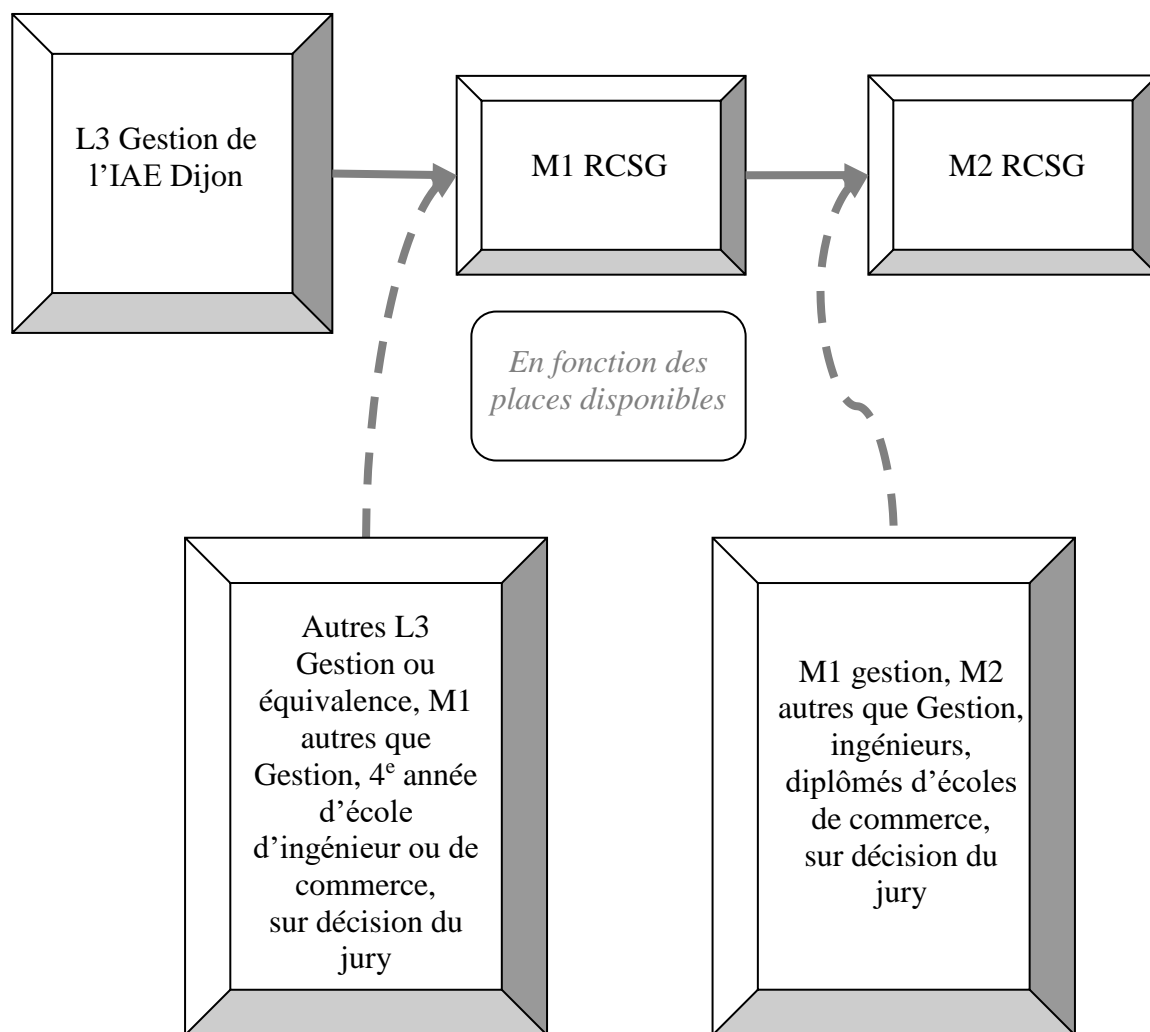 L3 Gestion de
l’IAE Dijon
M1 RCSG
M2 RCSG
En fonction des
places disponibles
Autres L3
Gestion ou
équivalence, M1
autres que
Gestion, 4e année
d’école
d’ingénieur ou de
commerce,
sur décision du
jury
M1 gestion, M2
autres que Gestion,
ingénieurs,
diplômés d’écoles
de commerce,
sur décision du
jury